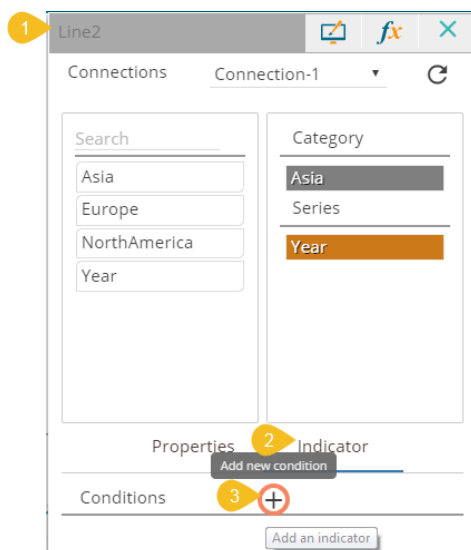 1 Line2 fx
Connections Connection-1
Search
Asia
Europe
NorthAmerica
Year
Category
Asia
Series
Year
Properties 2 Indicator
Add new condition
Conditions 3
Add an indicator